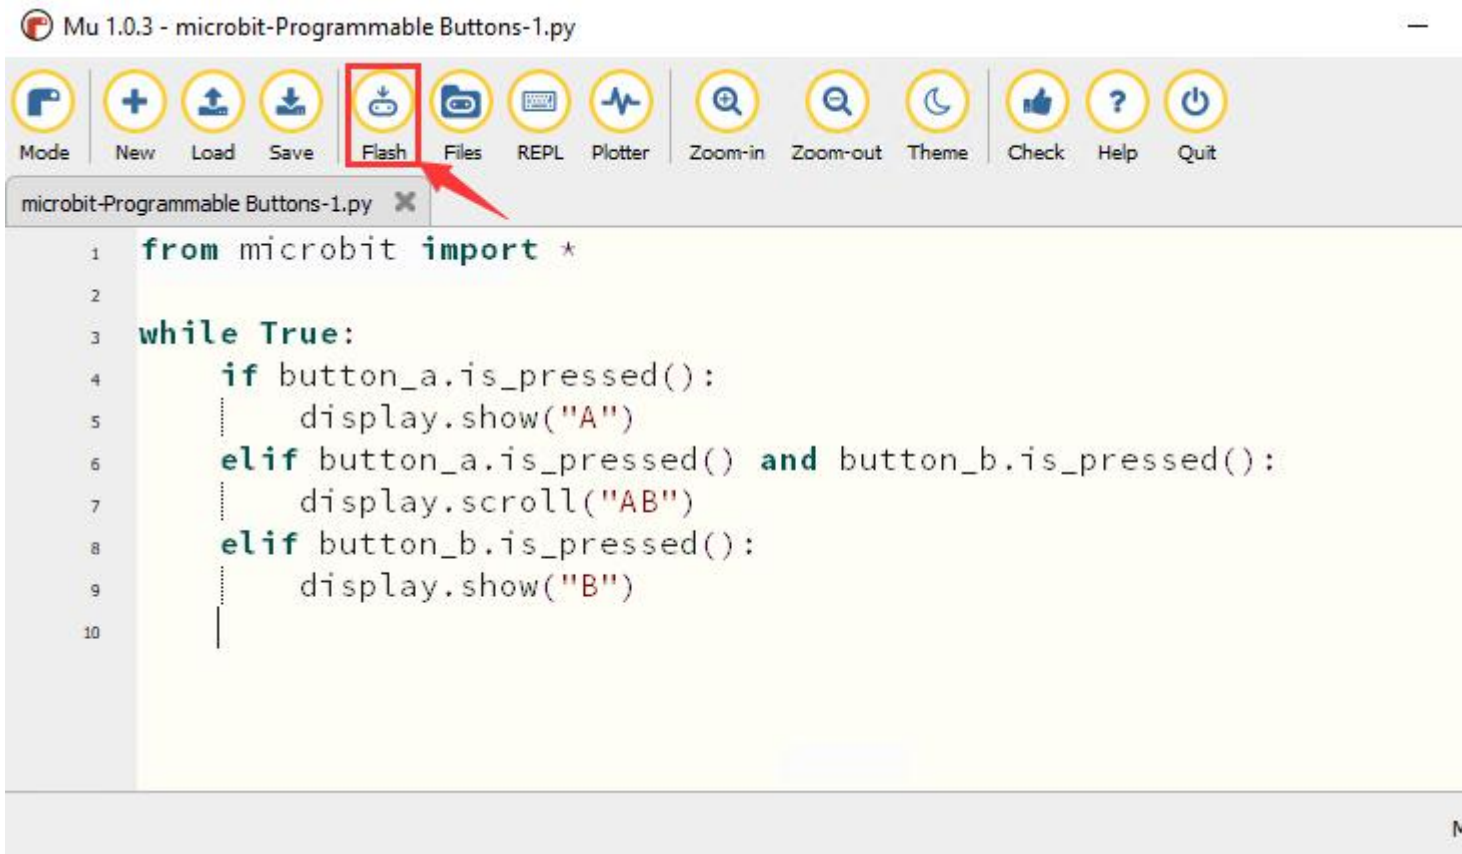 Mu 1.0.3 - microbit-Programmable Buttons-1.py
Mode New Load Save Flash Files REPL Plotter Zoom-in Zoom-out Theme Check Help Quit
microbit-Programmable Buttons-1.py
1 from microbit import *
2
3 while True:
4 if button_a.is_pressed():
5 display.show("A")
6 elif button_a.is_pressed() and button_b.is_pressed():
7 display.scroll("AB")
8 elif button_b.is_pressed():
9 display.show("B")
10